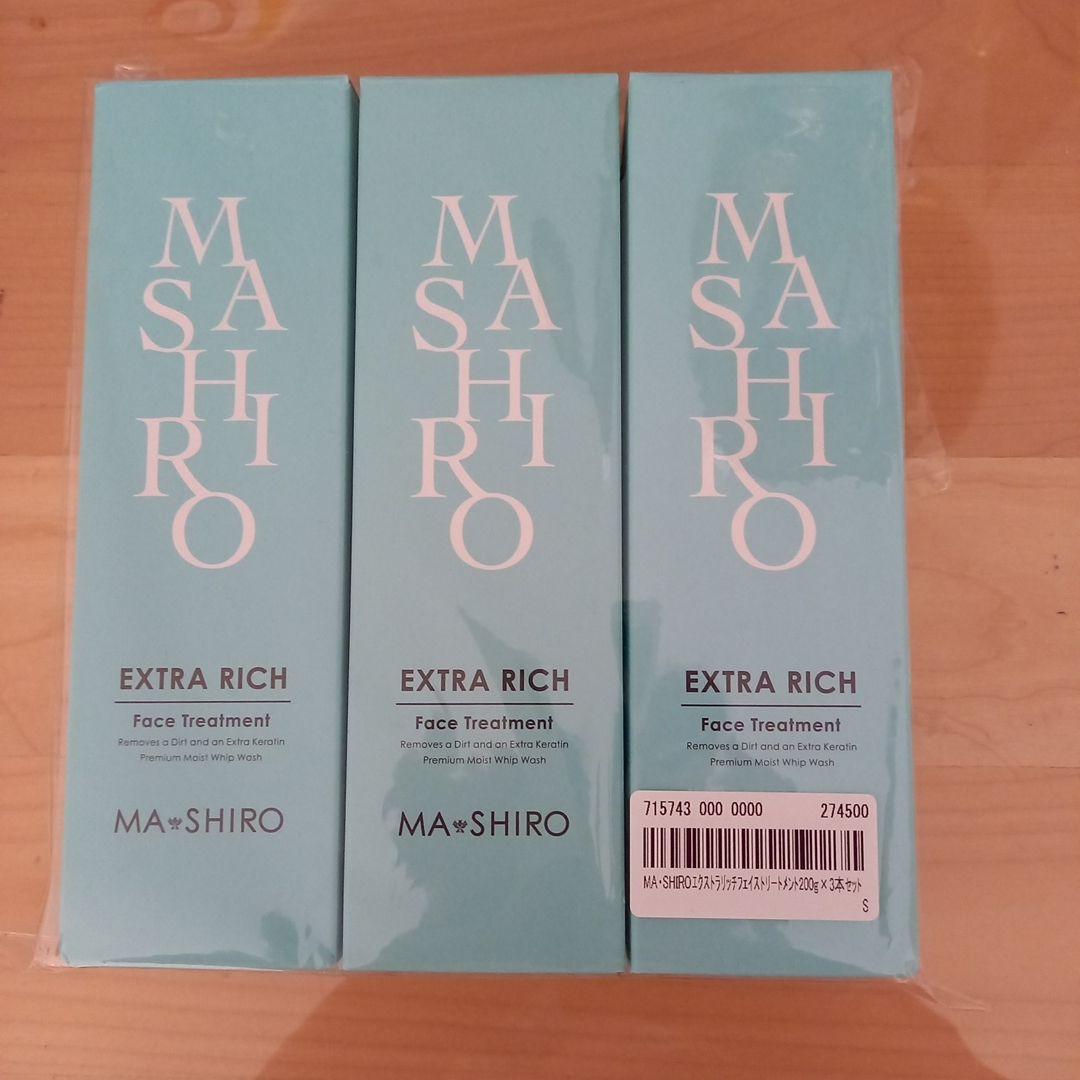 MASHIRO
EXTRA RICH
Face Treatment
Removes a Dirt and an Extra Keratin
Premium Moist Whip Wash
MA SHIRO
MASHIRO
EXTRA RICH
Face Treatment
Removes a Dirt and an Extra Keratin
Premium Moist Whip Wash
MA SHIRO
MASHIRO
EXTRA RICH
Face Treatment
Removes a Dirt and an Extra Keratin
Premium Moist Whip Wash
715743 000 0000 274500
MA・SHIROエクストラリッチフェイストリートメント200g×3本セット
S